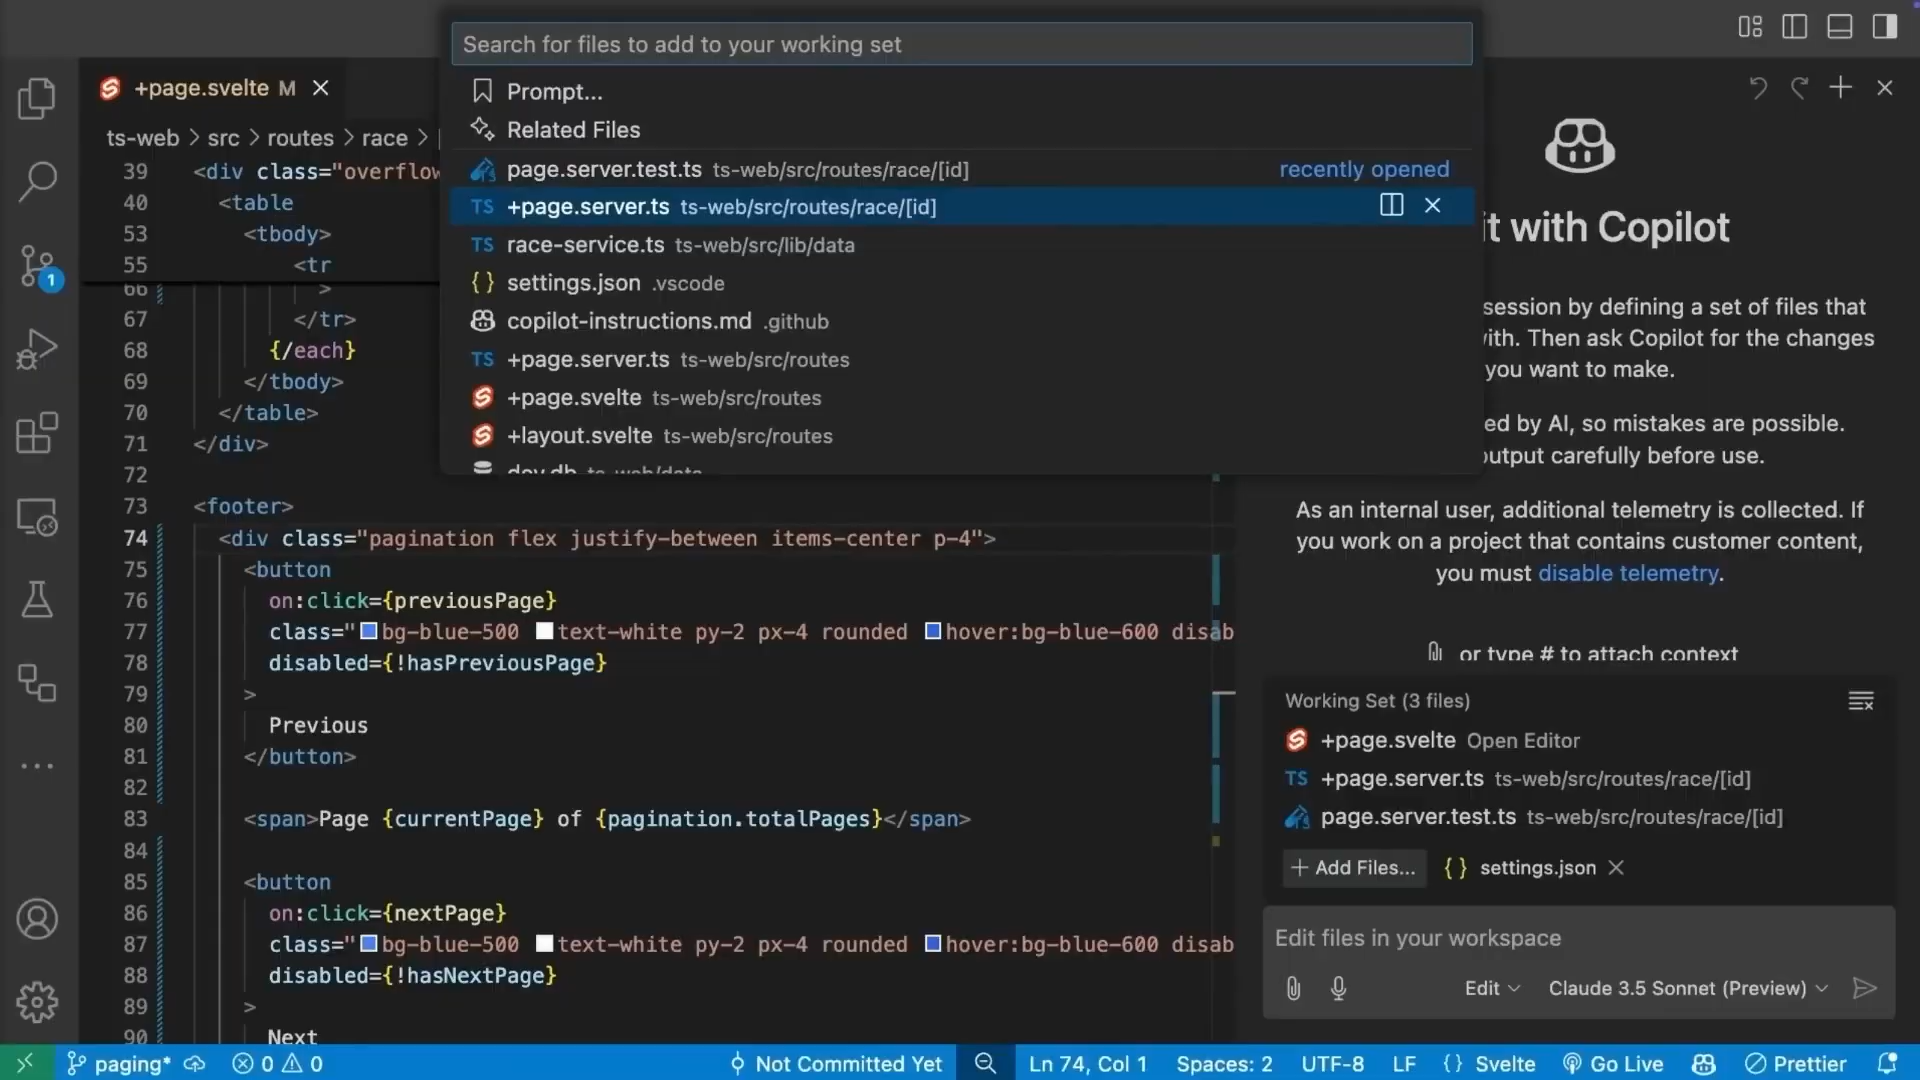 Search for files to add to your working set
Prompt...
Related Files
page.server.test.ts ts-web/src/routes/race/[id] recently opened
TS +page.server.ts ts-web/src/routes/race/[id]
TS race-service.ts ts-web/src/lib/data
{} settings.json .vscode
copilot-instructions.md .github
TS +page.server.ts ts-web/src/routes
+page.svelte ts-web/src/routes
+layout.svelte ts-web/src/routes
dev.db ts-web/data
+page.svelte M
ts-web > src > routes > race >
39 <div class="overflow
40 <table
53 <tbody>
55 <tr
66 >
67 </tr>
68 {/each}
69 </tbody>
70 </table>
71 </div>
72
73 <footer>
74 <div class="pagination flex justify-between items-center p-4">
75 <button
76 on:click={previousPage}
77 class="bg-blue-500 text-white py-2 px-4 rounded hover:bg-blue-600 disab
78 disabled={!hasPreviousPage}
79 >
80 Previous
81 </button>
82
83 <span>Page {currentPage} of {pagination.totalPages}</span>
84
85 <button
86 on:click={nextPage}
87 class="bg-blue-500 text-white py-2 px-4 rounded hover:bg-blue-600 disab
88 disabled={!hasNextPage}
89 >
90 Next
1
it with Copilot
session by defining a set of files that
ith. Then ask Copilot for the changes
you want to make.
ed by AI, so mistakes are possible.
output carefully before use.
As an internal user, additional telemetry is collected. If
you work on a project that contains customer content,
you must disable telemetry.
or type # to attach context
Working Set (3 files)
+page.svelte Open Editor
TS +page.server.ts ts-web/src/routes/race/[id]
page.server.test.ts ts-web/src/routes/race/[id]
+ Add Files... {} settings.json
Edit files in your workspace
Edit Claude 3.5 Sonnet (Preview)
paging* 0 0 Not Committed Yet Ln 74, Col 1 Spaces: 2 UTF-8 LF {} Svelte Go Live Prettier